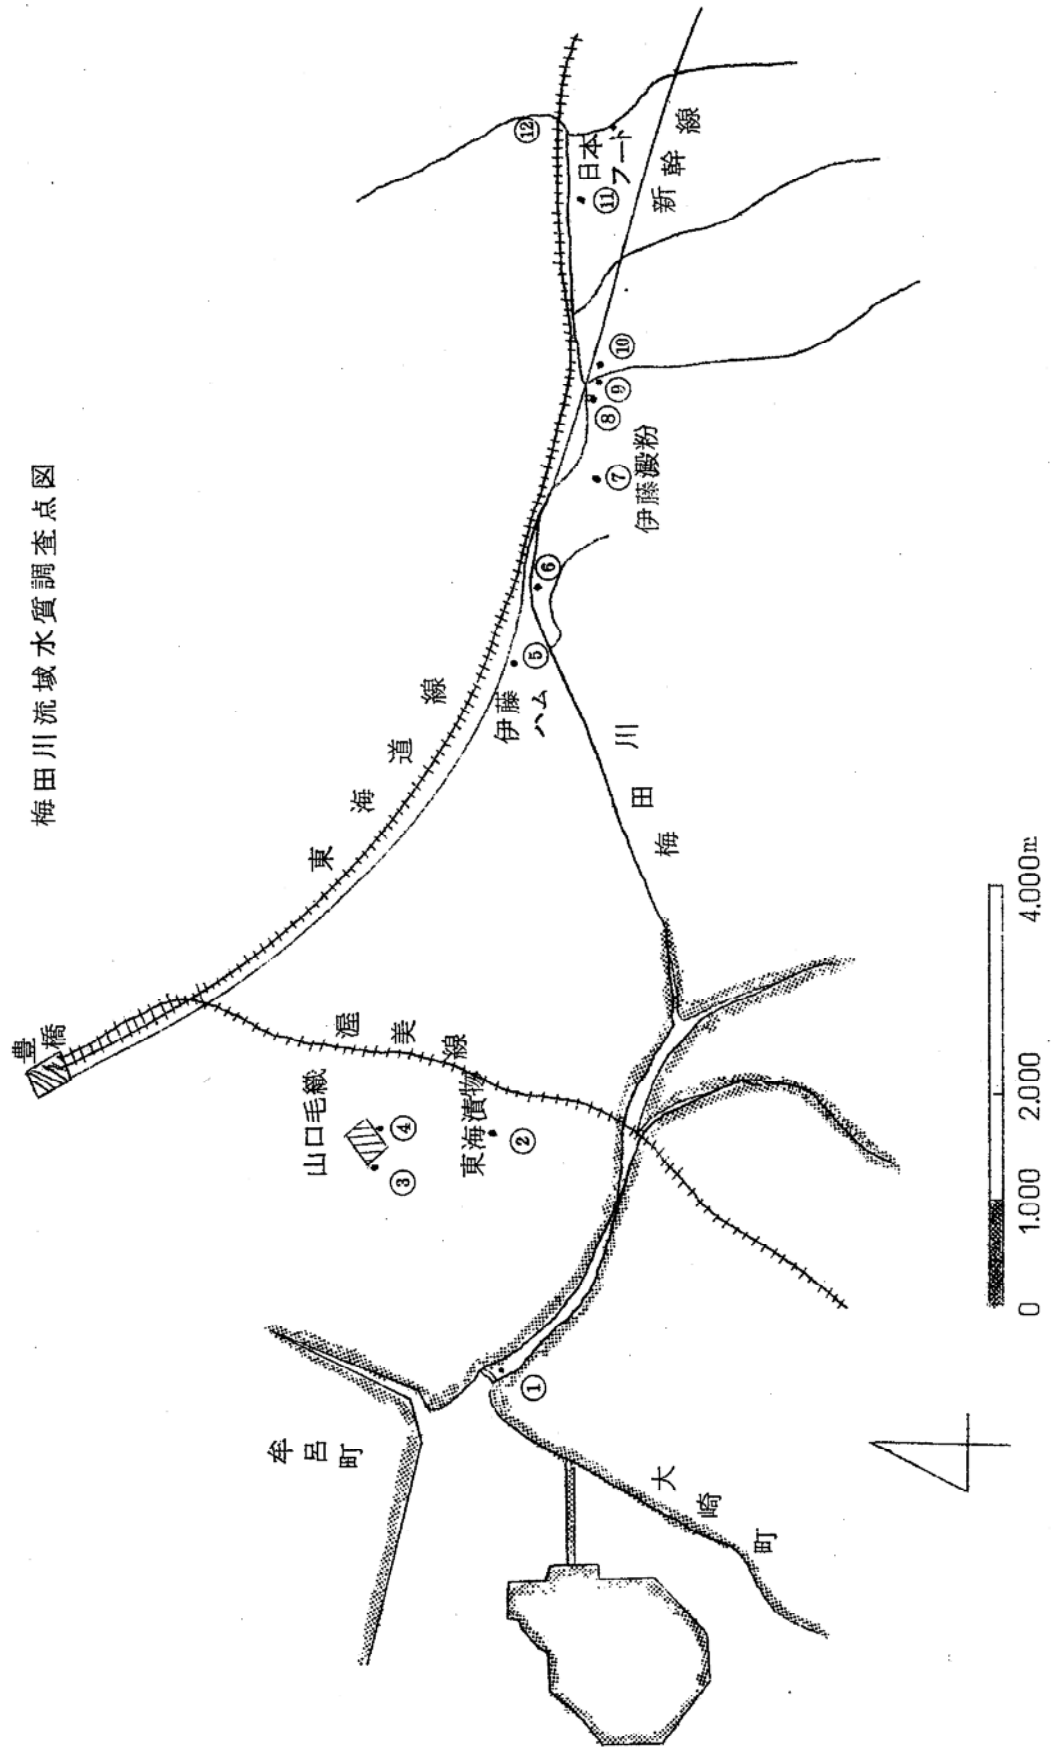 梅田川流域水質調査点図
豊橋
東海道線
渥美線
山口毛織
④
③
東海漬物
②
牟呂町
①
大崎町
梅田川
伊藤
ハム
⑤
⑥
⑦
伊藤澱粉
⑧
⑨
⑩
⑪
日本
フード
⑫
新幹線
0 1.000 2.000 4.000m